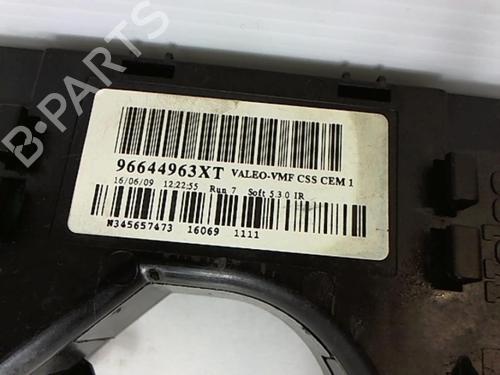 B-PARTS
96644963XT VALEO-VMF CSS CEM 1
16/06/09 12:22:55 Run 7 Soft 5.3.0 IR
N345657473 16069 1111